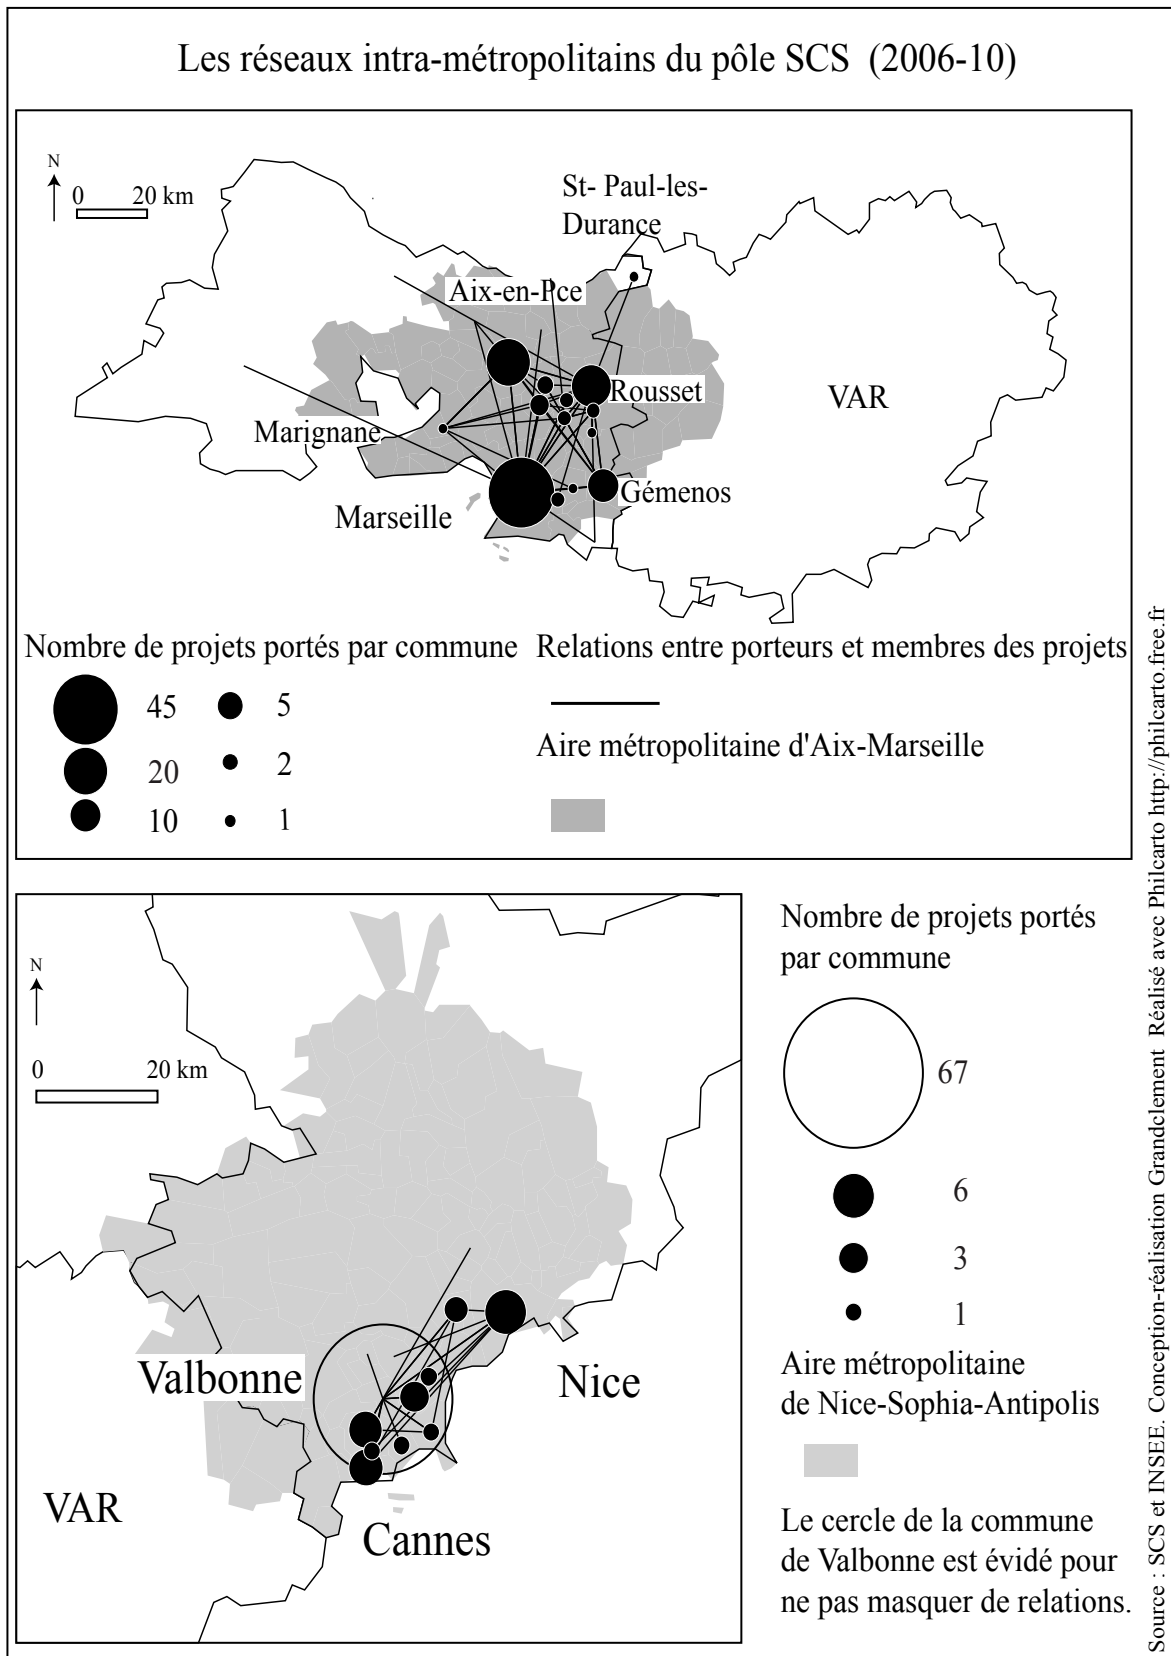 Les réseaux intra-métropolitains du pôle SCS (2006-10)
N
0 20 km
St- Paul-les-
Durance
Aix-en-Pce
Rousset
VAR
Marignane
Gémenos
Marseille
Nombre de projets portés par commune
45
5
20
2
10
1
Relations entre porteurs et membres des projets
Aire métropolitaine d'Aix-Marseille
N
0 20 km
Valbonne
Nice
VAR
Cannes
Nombre de projets portés
par commune
67
6
3
1
Aire métropolitaine
de Nice-Sophia-Antipolis
Le cercle de la commune
de Valbonne est évidé pour
ne pas masquer de relations.
Source : SCS et INSEE. Conception-réalisation Grandclement Réalisé avec Philcarto http://philcarto.free.fr